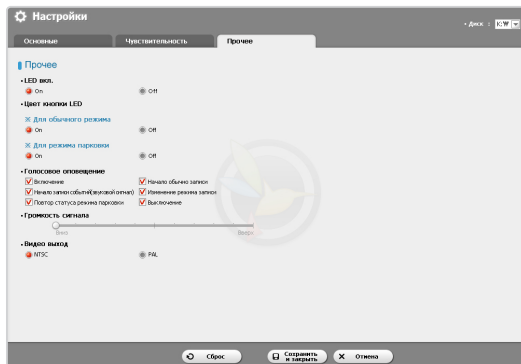 Настройки
• Диск : K:₩
Основные Чувствительность Прочее
Прочее
•LED вкл.
On Off
•Цвет кнопки LED
※ Для обычного режима
On Off
※ Для режима парковки
On Off
•Голосовое оповещение
Включение Начало обычно записи
Начало записи событий(звуковой сигнал) Изменение режима записи
Повтор статуса режима парковки Выключение
•Громкость сигнала
Вниз Вверх
•Видео выход
NTSC PAL
Сброс Сохранить и закрыть Отмена